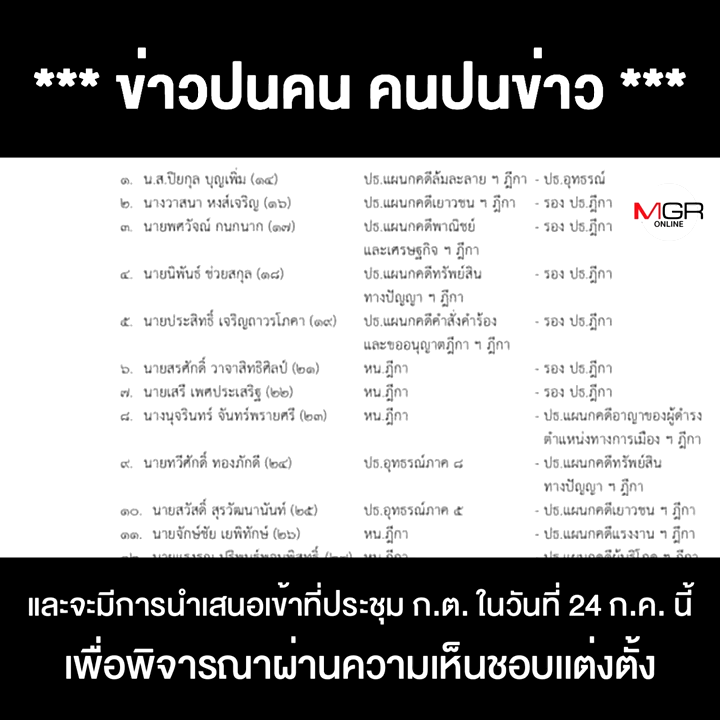 *** ข่าวปนคน คนปนข่าว ***
MGR
ONLINE
๑. น.ส.ปิยกุล บุญเพิ่ม (๑๔) ปธ.แผนกคดีล้มละลาย ฯ ฎีกา - ปธ.อุทธรณ์
๒. นางวาสนา หงส์เจริญ (๑๖) ปธ.แผนกคดีเยาวชน ฯ ฎีกา - รอง ปธ.ฎีกา
๓. นายพศวัจณ์ กนกนาก (๑๗) ปธ.แผนกคดีพาณิชย์ - รอง ปธ.ฎีกา
และเศรษฐกิจ ฯ ฎีกา
๔. นายนิพันธ์ ช่วยสกุล (๑๘) ปธ.แผนกคดีทรัพย์สิน - รอง ปธ.ฎีกา
ทางปัญญา ฯ ฎีกา
๕. นายประสิทธิ์ เจริญถาวรโภคา (๑๙) ปธ.แผนกคดีคำสั่งคำร้อง - รอง ปธ.ฎีกา
และขออนุญาตฎีกา ฯ ฎีกา
๖. นายสรศักดิ์ วาจาสิทธิศิลป์ (๒๑) หน.ฎีกา - รอง ปธ.ฎีกา
๗. นายเสรี เพศประเสริฐ (๒๒) หน.ฎีกา - รอง ปธ.ฎีกา
๘. นางนุจรินทร์ จันทร์พรายศรี (๒๓) หน.ฎีกา - ปธ.แผนกคดีอาญาของผู้ดำรง
ตำแหน่งทางการเมือง ฯ ฎีกา
๙. นายทวีศักดิ์ ทองภักดี (๒๔) ปธ.อุทธรณ์ภาค ๘ - ปธ.แผนกคดีทรัพย์สิน
ทางปัญญา ฯ ฎีกา
๑๐. นายสวัสดิ์ สุรวัฒนานันท์ (๒๕) ปธ.อุทธรณ์ภาค ๕ - ปธ.แผนกคดีเยาวชน ฯ ฎีกา
๑๑. นายจักษ์ชัย เยพิทักษ์ (๒๖) หน.ฎีกา - ปธ.แผนกคดีแรงงาน ฯ ฎีกา
และจะมีการนำเสนอเข้าที่ประชุม ก.ต. ในวันที่ 24 ก.ค. นี้
เพื่อพิจารณาผ่านความเห็นชอบแต่งตั้ง